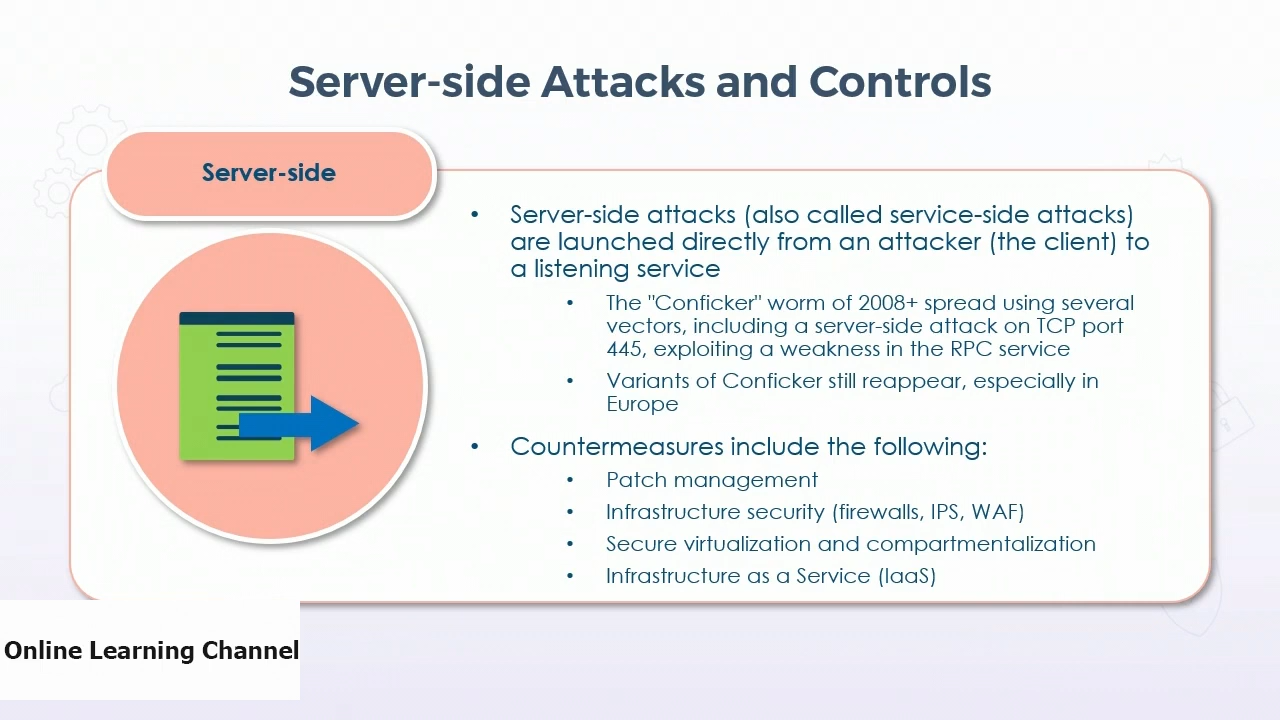 Server-side Attacks and Controls
Server-side
• Server-side attacks (also called service-side attacks)
are launched directly from an attacker (the client) to
a listening service
• The "Conficker" worm of 2008+ spread using several
vectors, including a server-side attack on TCP port
445, exploiting a weakness in the RPC service
• Variants of Conficker still reappear, especially in
Europe
• Countermeasures include the following:
• Patch management
• Infrastructure security (firewalls, IPS, WAF)
• Secure virtualization and compartmentalization
• Infrastructure as a Service (IaaS)
Online Learning Channel